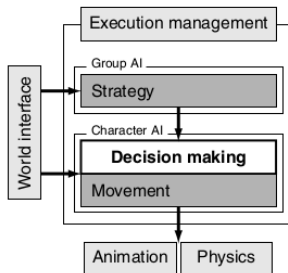 Execution management
Group AI
Strategy
World interface
Character AI
Decision making
Movement
Animation
Physics